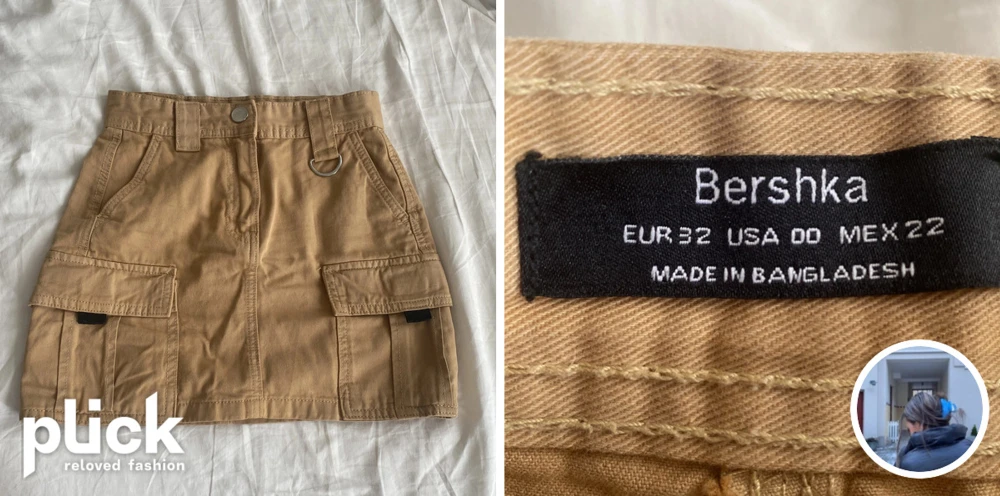 plick
reloved fashion
Bershka
EUR 32 USA 00 MEX 22
MADE IN BANGLADESH